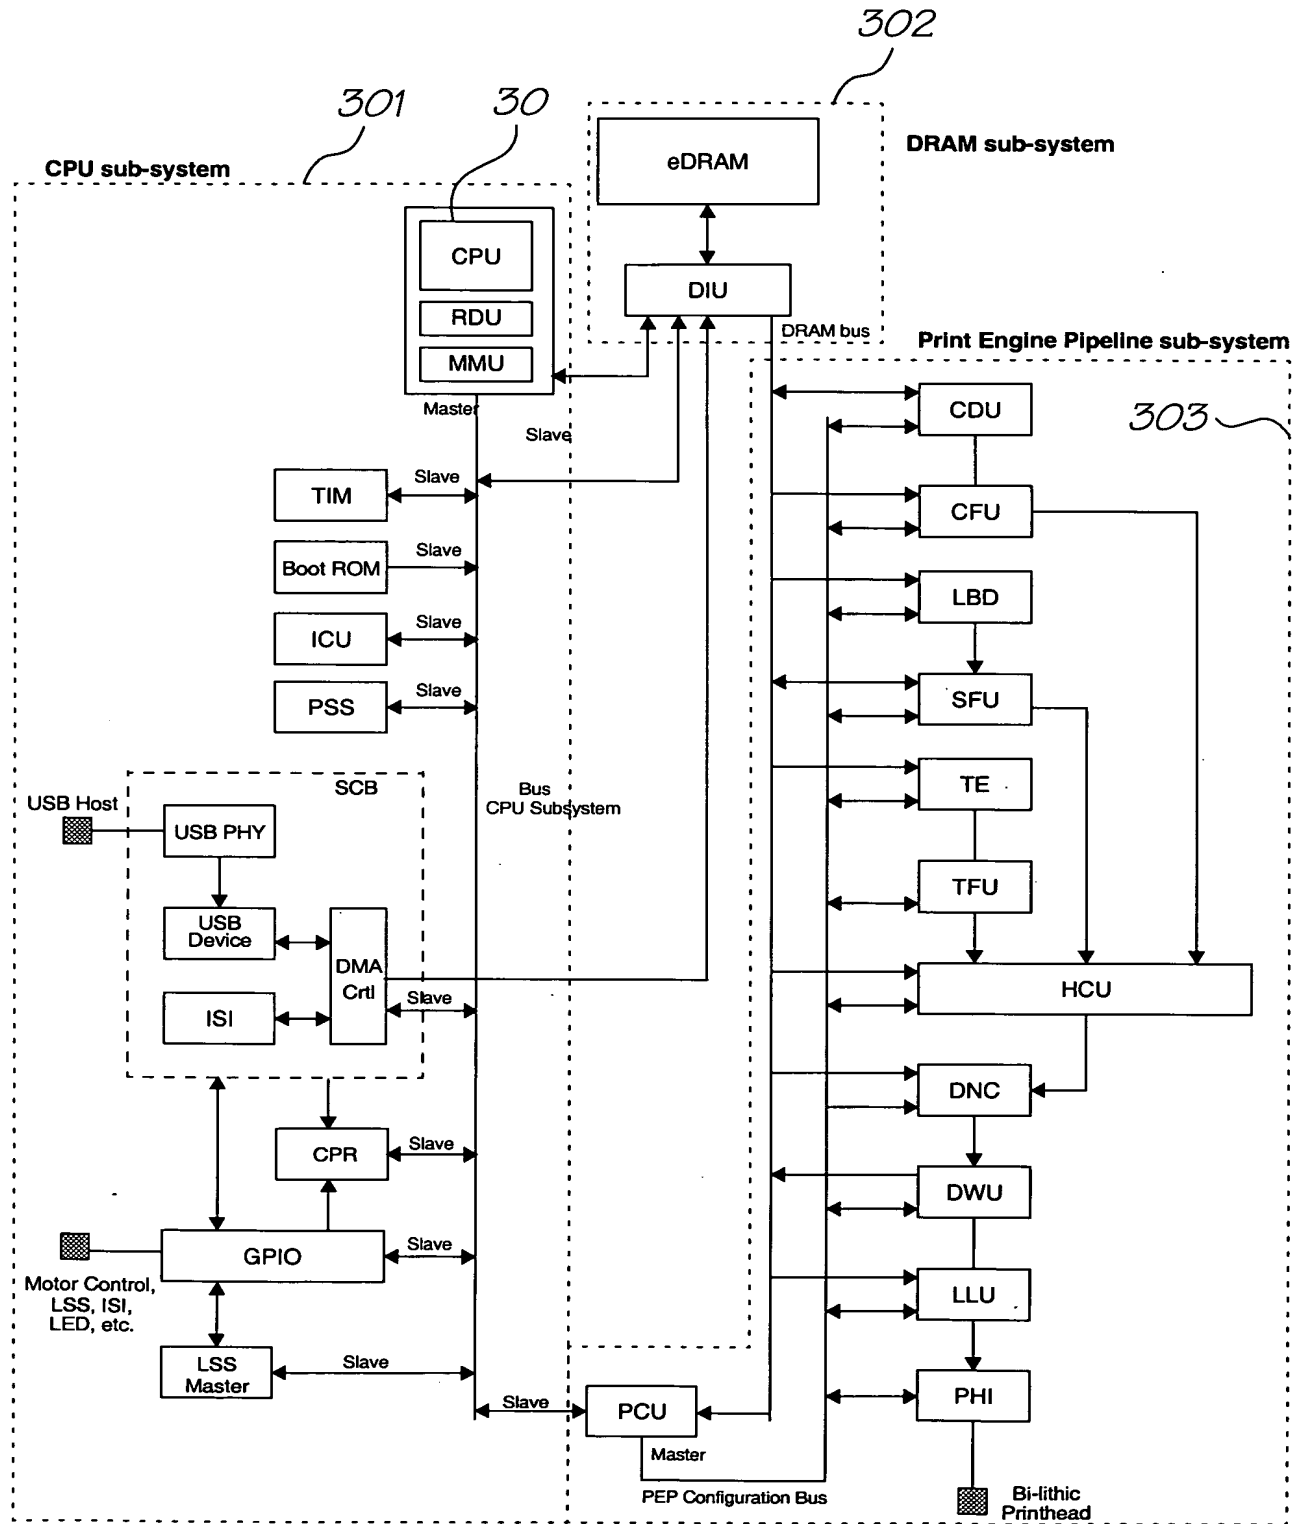 302
301
30
CPU sub-system
DRAM sub-system
eDRAM
CPU
DIU
RDU
DRAM bus
Print Engine Pipeline sub-system
MMU
Master
CDU
303
Slave
Slave
TIM
CFU
Slave
Boot ROM
LBD
Slave
ICU
Slave
PSS
SFU
SCB
Bus
CPU Subsystem
TE
USB Host
USB PHY
TFU
USB
Device
DMA
Crtl
HCU
Slave
ISI
DNC
Slave
CPR
DWU
Slave
GPIO
Motor Control,
LSS, ISI,
LED, etc.
LLU
Slave
LSS
Master
PHI
Slave
PCU
Master
PEP Configuration Bus
Bi-lithic
Printhead